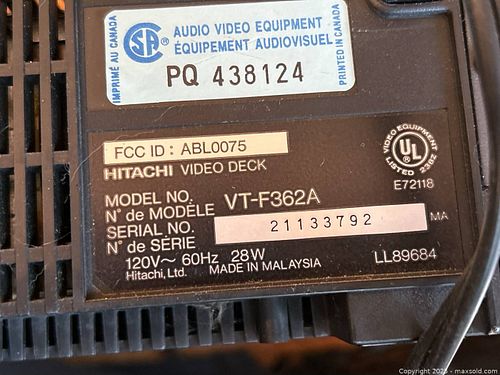 AUDIO VIDEO EQUIPMENT
ÉQUIPEMENT AUDIOVISUEL
IMPRIMÉ AU CANADA
SA ®
PRINTED IN CANADA
PQ 438124
FCC ID : ABL0075
HITACHI VIDEO DECK
VIDEO EQUIPMENT
UL ®
LISTED 23B2
E72118
MODEL NO.
N° de MODÈLE VT-F362A
SERIAL NO.
N° de SÉRIE 21133792 MA
120V~ 60Hz 28W
Hitachi, Ltd. MADE IN MALAYSIA
LL89684
Copyright 2023 - maxsold.com